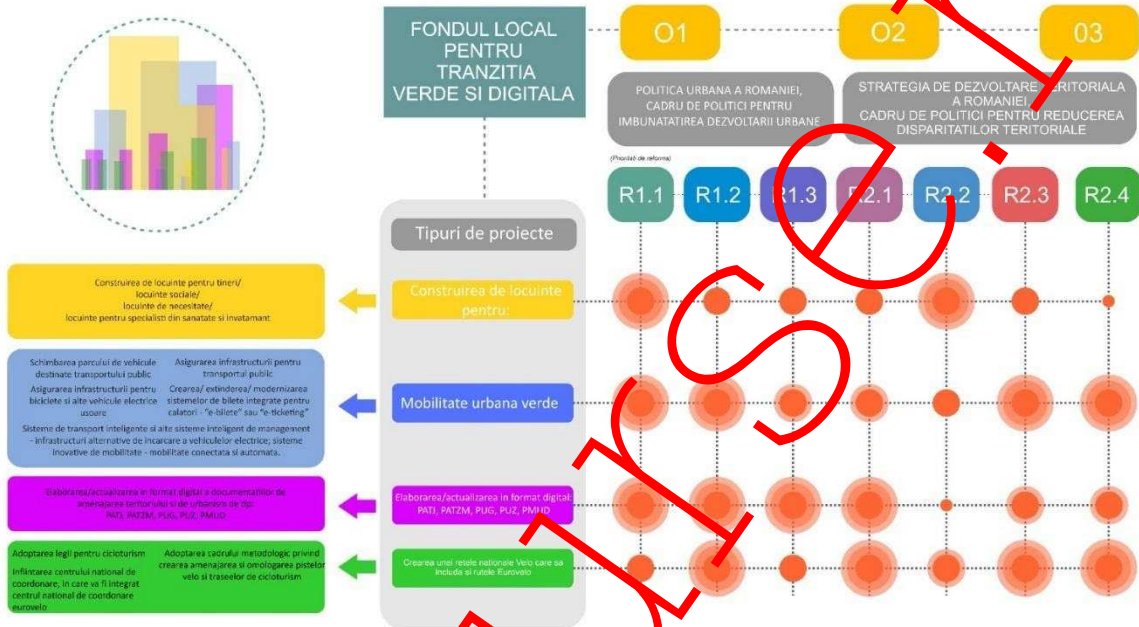 FONDUL LOCAL
PENTRU
TRANZITIA
VERDE SI DIGITALA
O1
O2
03
POLITICA URBANA A ROMANIEI,
CADRU DE POLITICI PENTRU
IMBUNATATIREA DEZVOLTARII URBANE
STRATEGIA DE DEZVOLTARE TERITORIALA
A ROMANIEI,
CADRU DE POLITICI PENTRU REDUCEREA
DISPARITATILOR TERITORIALE
(Prioritati de reforma)
R1.1
R1.2
R1.3
R2.1
R2.2
R2.3
R2.4
Tipuri de proiecte
Construirea de locuinte pentru tineri/
locuinte sociale/
locuinte de necesitate/
locuinte pentru specialisti din sanatate si invatamant
Construirea de locuinte
pentru:
Schimbarea parcului de vehicule
destinate transportului public
Asigurarea infrastructurii pentru
transportul public
Asigurarea infrastructurii pentru
biciclete si alte vehicule electrice
usoare
Crearea/ extinderea/ modernizarea
sistemelor de bilete integrate pentru
calatori - "e-bilete" sau "e-ticketing"
Sisteme de transport inteligente si alte sisteme inteligent de management
- infrastructuri alternative de incarcare a vehiculelor electrice; sisteme
inovative de mobilitate - mobilitate conectata si automata.
Mobilitate urbana verde
Elaborarea/actualizarea in format digital a documentatiilor de
amenajarea teritoriului si de urbanism de tip:
PATJ, PATZM, PUG, PUZ, PMUD
Elaborarea/actualizarea in format digital:
PATJ, PATZM, PUG, PUZ, PMUD
Adoptarea legii pentru cicloturism
Infiintarea centrului national de
coordonare, in care va fi integrat
centrul national de coordonare
eurovelo
Adoptarea cadrului metodologic privind
crearea amenajarea si omologarea pistelor
velo si traseelor de cicloturism
Crearea unei retele nationale Velo care sa
includa si rutele Eurovelo